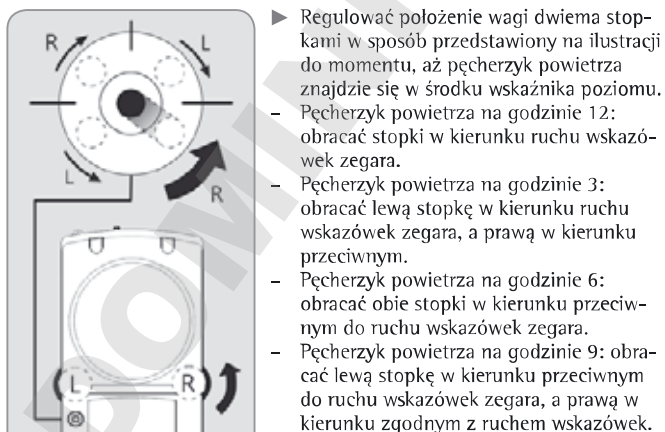 R
L
L
R
L
R
► Regulować położenie wagi dwiema stop-
kami w sposób przedstawiony na ilustracji
do momentu, aż pęcherzyk powietrza
znajdzie się w środku wskaźnika poziomu.
– Pęcherzyk powietrza na godzinie 12:
obracać stopki w kierunku ruchu wskazó-
wek zegara.
– Pęcherzyk powietrza na godzinie 3:
obracać lewą stopkę w kierunku ruchu
wskazówek zegara, a prawą w kierunku
przeciwnym.
– Pęcherzyk powietrza na godzinie 6:
obracać obie stopki w kierunku przeciw-
nym do ruchu wskazówek zegara.
– Pęcherzyk powietrza na godzinie 9: obra-
cać lewą stopkę w kierunku przeciwnym
do ruchu wskazówek zegara, a prawą w
kierunku zgodnym z ruchem wskazówek.